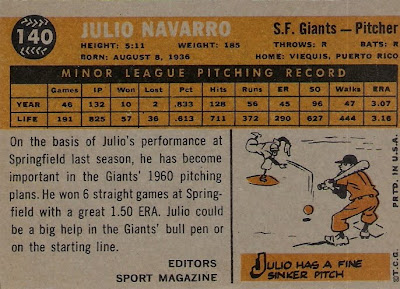 140
JULIO NAVARRO
S.F. Giants — Pitcher
HEIGHT: 5:11 WEIGHT: 185 THROWS: R BATS: R
BORN: AUGUST 8, 1936 HOME: VIEQUIS, PUERTO RICO
MINOR LEAGUE PITCHING RECORD
Games IP Won Lost Pct. Hits Runs ER SO Walks ERA
YEAR 46 132 10 2 .833 128 56 45 96 47 3.07
LIFE 191 825 57 36 .613 711 372 290 627 444 3.16
On the basis of Julio's performance at
Springfield last season, he has become
important in the Giants' 1960 pitching
plans. He won 6 straight games at Spring-
field with a great 1.50 ERA. Julio could
be a big help in the Giants' bull pen or
on the starting line.
EDITORS
SPORT MAGAZINE
JULIO HAS A FINE
SINKER PITCH
©T.C.G. PRTD. IN U.S.A.